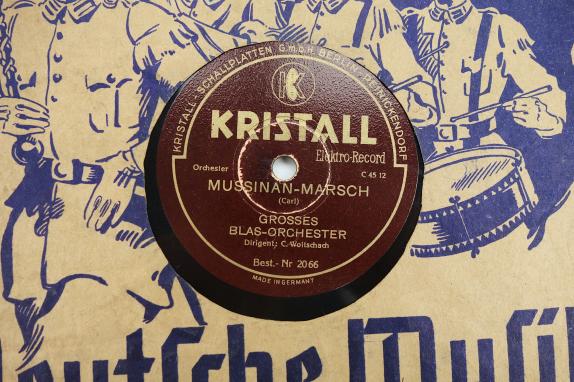 KRISTALL-SCHALLPLATTEN G.m.b.H. BERLIN-REINICKENDORF
K
KRISTALL
Elektro-Record
Orchester
C 45 12
MUSSINAN-MARSCH
(Carl)
GROSSES
BLAS-ORCHESTER
Dirigent: C. Woitschach
Best.- Nr 2066
MADE IN GERMANY
Deutsche Musik